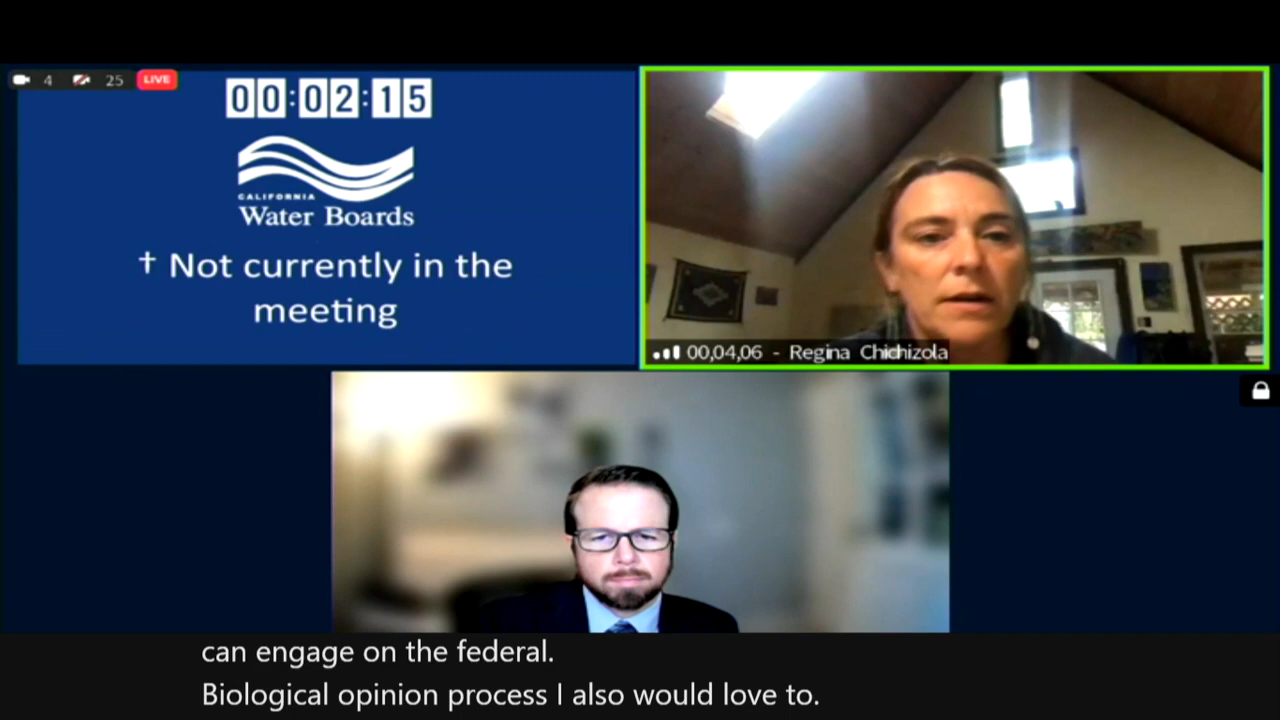 4 25 LIVE
00:02:15
CALIFORNIA
Water Boards
† Not currently in the
meeting
00,04,06 - Regina Chichizola
can engage on the federal.
Biological opinion process I also would love to.